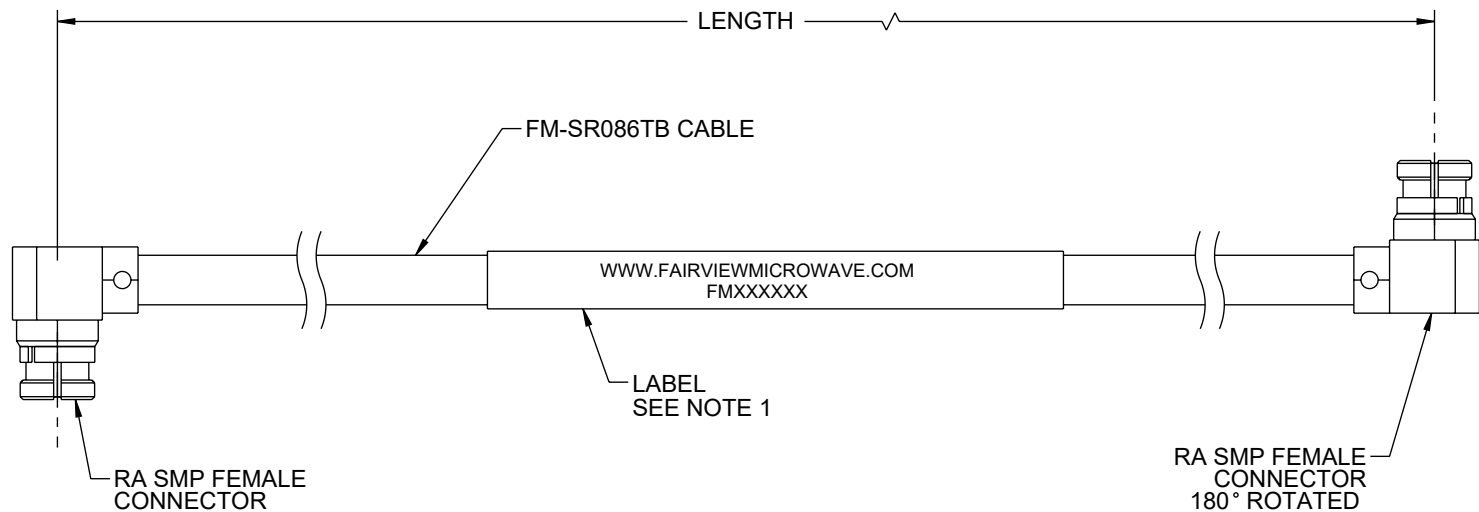 LENGTH
FM-SR086TB CABLE
WWW.FAIRVIEWMICROWAVE.COM
FMXXXXXX
LABEL
SEE NOTE 1
RA SMP FEMALE
CONNECTOR
RA SMP FEMALE
CONNECTOR
180° ROTATED